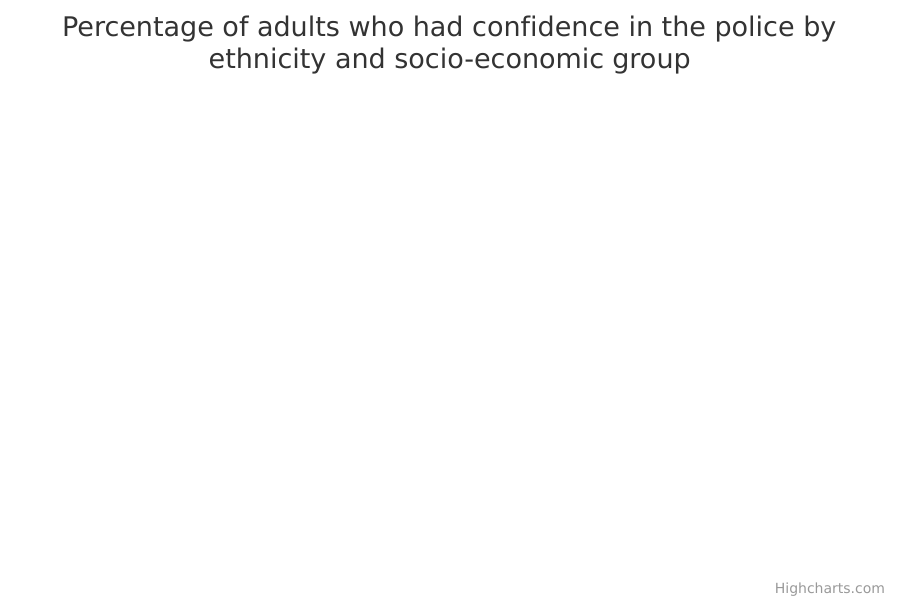 Percentage of adults who had confidence in the police by
ethnicity and socio-economic group
Highcharts.com